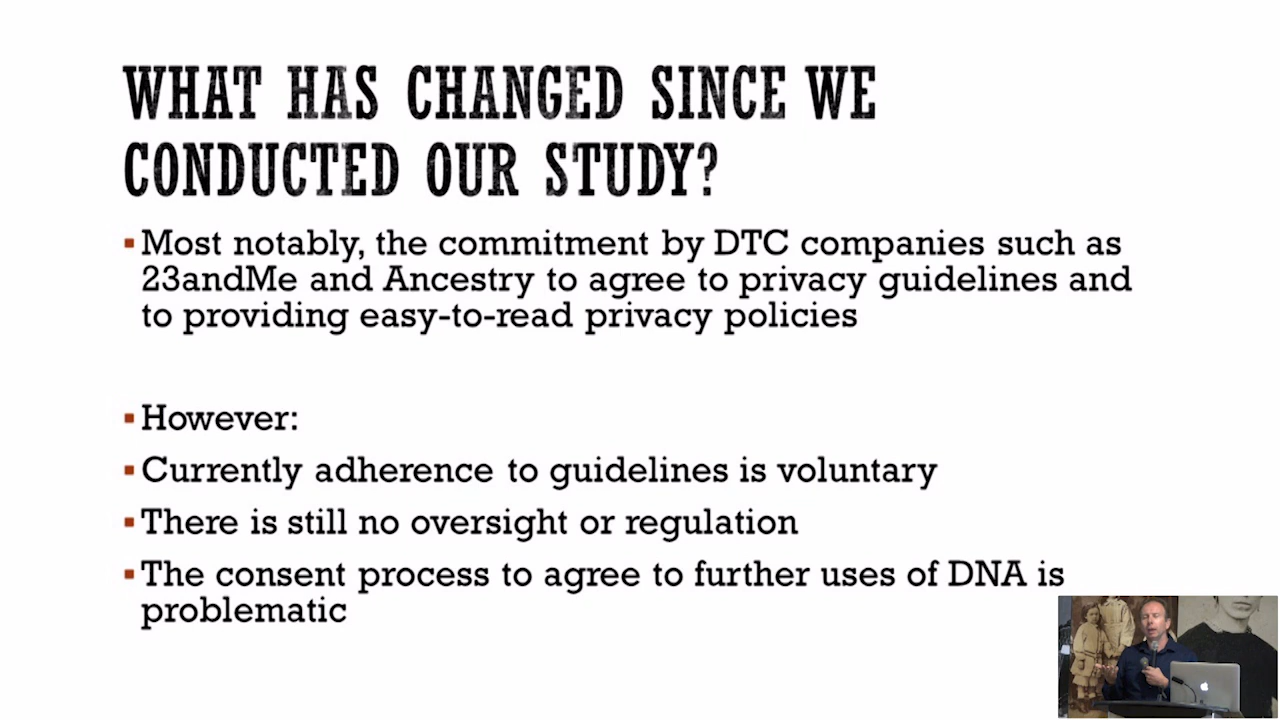 WHAT HAS CHANGED SINCE WE
CONDUCTED OUR STUDY?
▪ Most notably, the commitment by DTC companies such as
23andMe and Ancestry to agree to privacy guidelines and
to providing easy-to-read privacy policies
▪ However:
▪ Currently adherence to guidelines is voluntary
▪ There is still no oversight or regulation
▪ The consent process to agree to further uses of DNA is
problematic